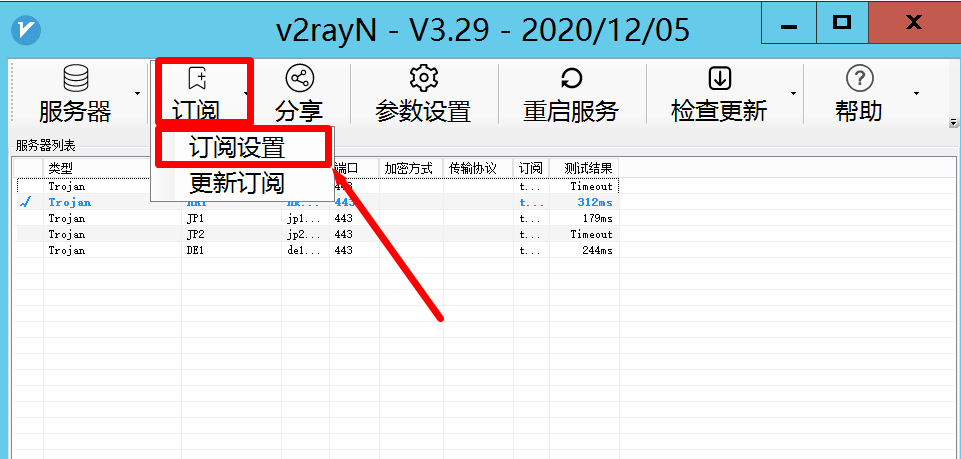 v2rayN - V3.29 - 2020/12/05
服务器 订阅 分享 参数设置 重启服务 检查更新 帮助
订阅设置
更新订阅
服务器列表
类型 端口 加密方式 传输协议 订阅 测试结果
Trojan 443 t... Timeout
Trojan HK1 hk... 443 t... 312ms
Trojan JP1 jp1... 443 t... 179ms
Trojan JP2 jp2... 443 t... Timeout
Trojan DE1 de1... 443 t... 244ms